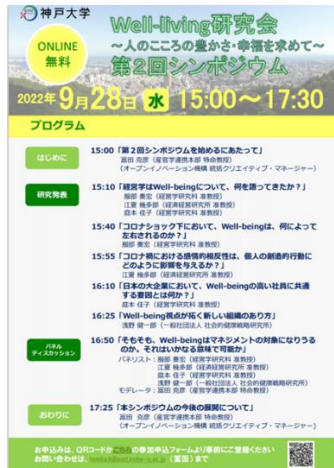 神戸大学
ONLINE
無料
Well-living研究会
～人のこころの豊かさ・幸福を求めて～
第2回シンポジウム
2022年9月28日 水 15:00～17:30
プログラム
はじめに
15:00「第2回シンポジウムを始めるにあたって」
冨田 克彦（産官学連携本部 特命教授）
（オープンイノベーション機構 統括クリエイティブ・マネージャー）
研究発表
15:10「経営学はWell-beingについて、何を語ってきたか？」
服部 泰宏（経営学研究科 准教授）
江夏 幾多郎（経済経営研究所 准教授）
庭本 佳子（経営学研究科 准教授）
15:40「コロナショック下において、Well-beingは、何によって
左右されるのか？」
服部 泰宏（経営学研究科 准教授）
15:55「コロナ禍における感情的相反性は、個人の創造的行動に
どのように影響を与えるか？」
江夏 幾多郎（経済経営研究所 准教授）
16:10「日本の大企業において、Well-beingの高い社員に共通
する要因とは何か？」
庭本 佳子（経営学研究科 准教授）
16:25「Well-being視点が拓く新しい組織のあり方」
浅野 健一郎（一般社団法人 社会的健康戦略研究所）
パネル
ディスカッション
16:50「そもそも、Well-beingはマネジメントの対象になりうる
のか。それはいかなる意味で可能か」
パネリスト：服部 泰宏（経営学研究科 准教授）
江夏 幾多郎（経済経営研究所 准教授）
庭本 佳子（経営学研究科 准教授）
浅野 健一郎（一般社団法人 社会的健康戦略研究所）
モデレータ：冨田 克彦（産官学連携本部 特命教授）
おわりに
17:25「本シンポジウムの今後の展開について」
冨田 克彦（産官学連携本部 特命教授）
（オープンイノベーション機構 統括クリエイティブ・マネージャー）
お申込みは、QRコードかこちらの参加申込フォームより事前にご登録ください
お問い合わせは、（冨田）まで